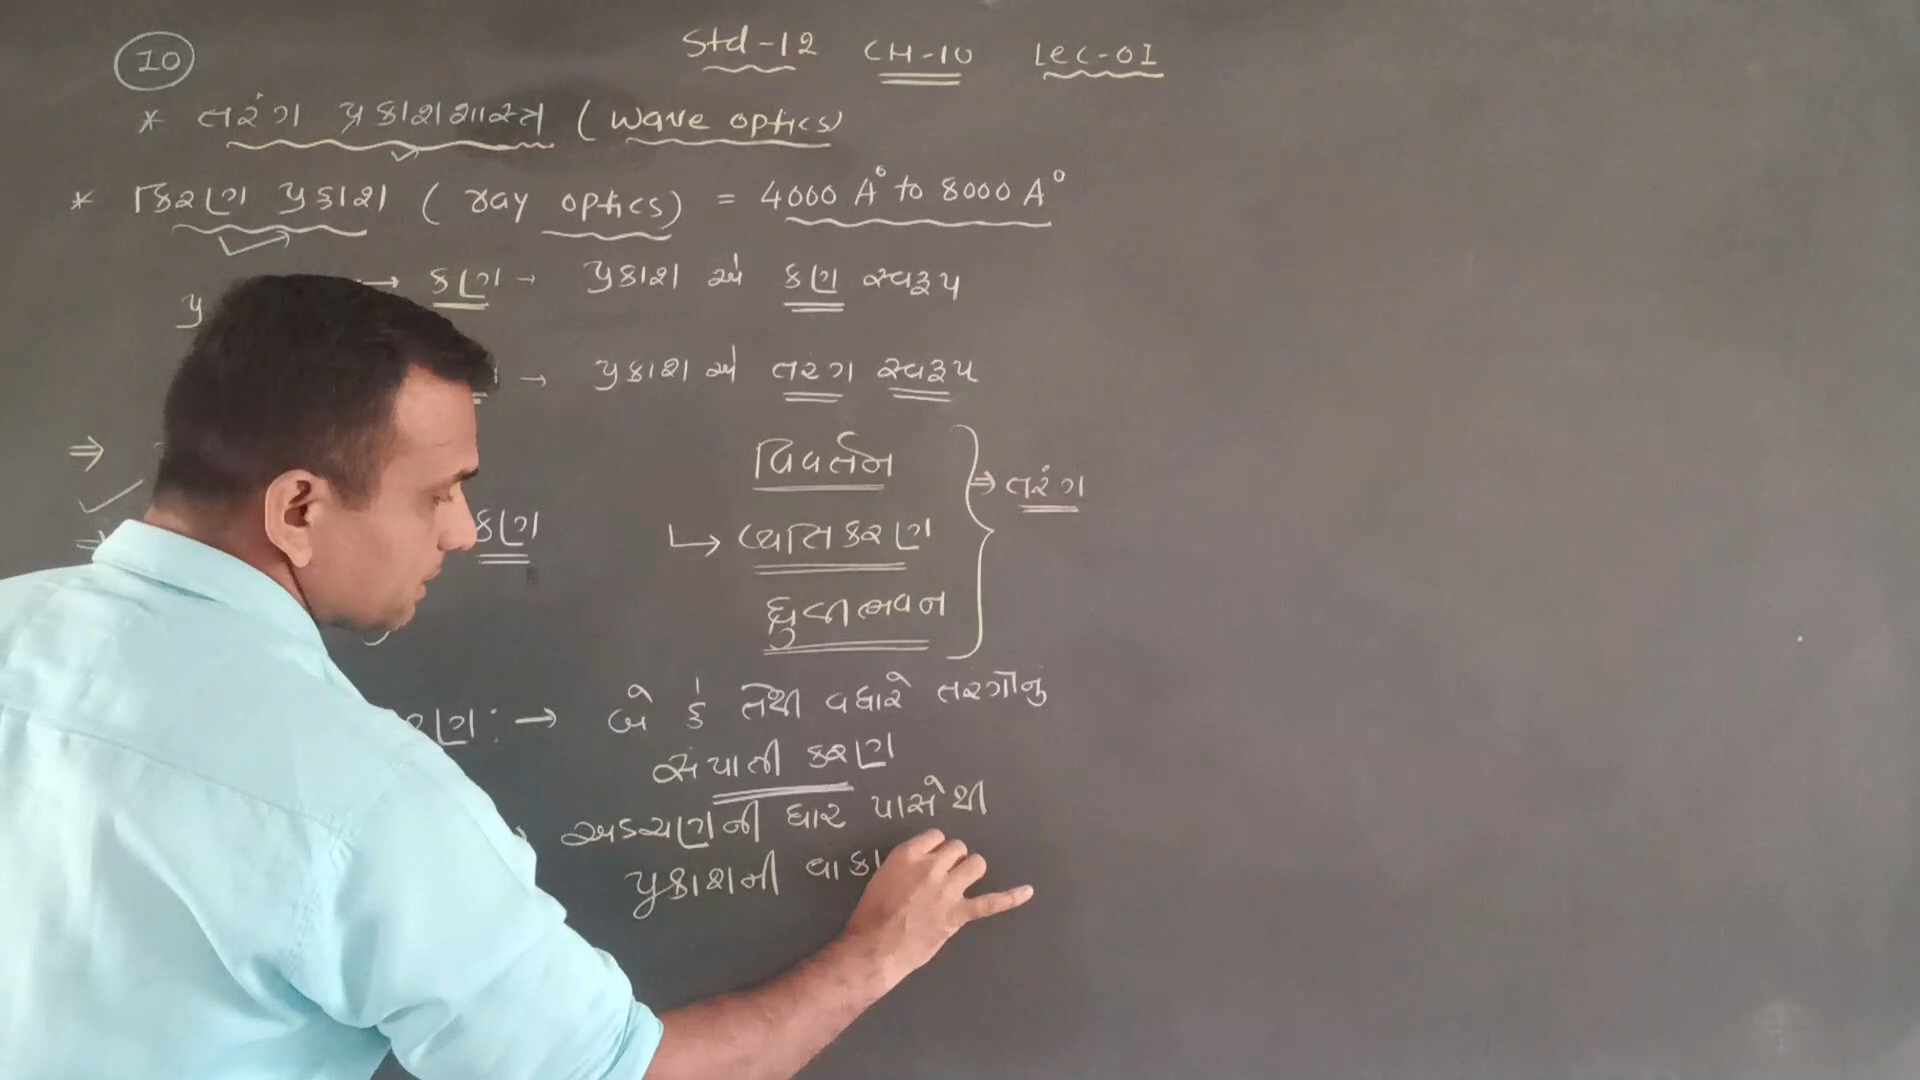 10
Std-12 CH-10 Lec-01
* તરંગ પ્રકાશશાસ્ત્ર (Wave optics)
* કિરણ પ્રકાશ (ray optics) = 4000 A° to 8000 A°
→ કણ → પ્રકાશ એ કણ સ્વરૂપ
→ પ્રકાશ એ તરંગ સ્વરૂપ
⇒ વિવર્તન
⇒ કણ ↳ વ્યતિકરણ } ⇒ તરંગ
ધ્રુવીભવન
→ બે કે તેથી વધારે તરંગોનુ
સંપાતીકરણ
અડચણની ધાર પાસેથી
પ્રકાશની